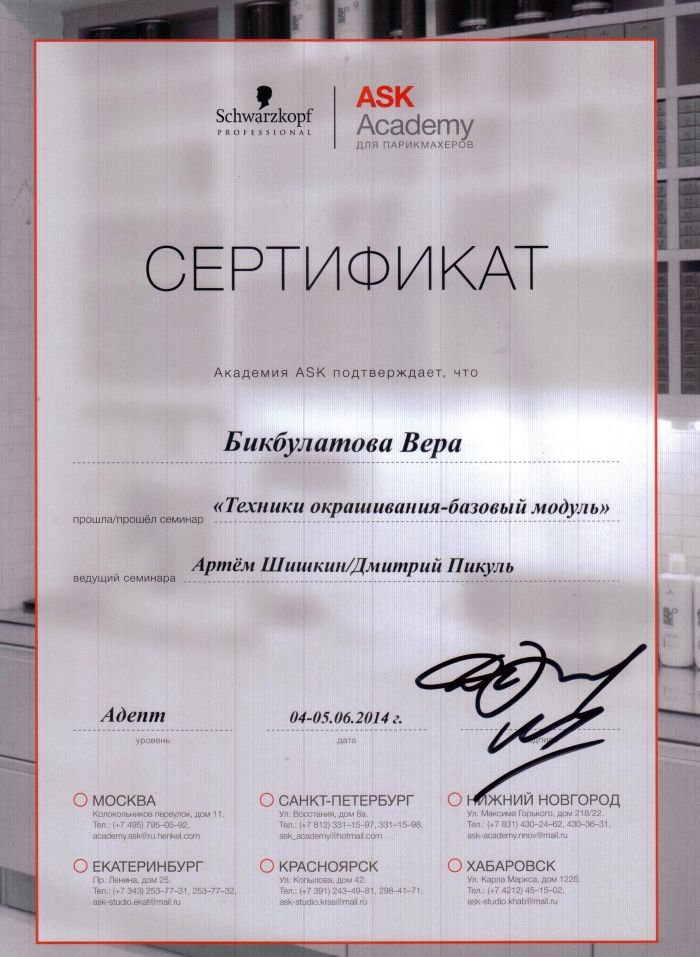 Schwarzkopf
PROFESSIONAL
ASK
Academy
ДЛЯ ПАРИКМАХЕРОВ
СЕРТИФИКАТ
Академия ASK подтверждает, что
Бикбулатова Вера
прошла/прошёл семинар «Техники окрашивания-базовый модуль»
ведущий семинара Артём Шишкин/Дмитрий Пикуль
Адепт 04-05.06.2014 г.
уровень дата
МОСКВА
Колокольников переулок, дом 11.
Тел.: (+7 495) 795–05–92,
academy.ask@ru.henkel.com
САНКТ-ПЕТЕРБУРГ
Ул. Восстания, дом 8а.
Тел.: (+7 812) 331–15–97, 331–15–98,
ask_academy@hotmail.com
НИЖНИЙ НОВГОРОД
Ул. Максима Горького, дом 218/22.
Тел.: (+7 831) 430–24–62, 430–36–31,
ask-academy.nnov@mail.ru
ЕКАТЕРИНБУРГ
Пр. Ленина, дом 25.
Тел.: (+7 343) 253–77–31, 253–77–32,
ask-studio.ekat@mail.ru
КРАСНОЯРСК
Ул. Копылова, дом 42.
Тел.: (+7 391) 243–49–81, 298–41–71,
ask-studio.kras@mail.ru
ХАБАРОВСК
Ул. Карла Маркса, дом 122б.
Тел.: (+7 4212) 45–15–02,
ask-studio.khab@mail.ru